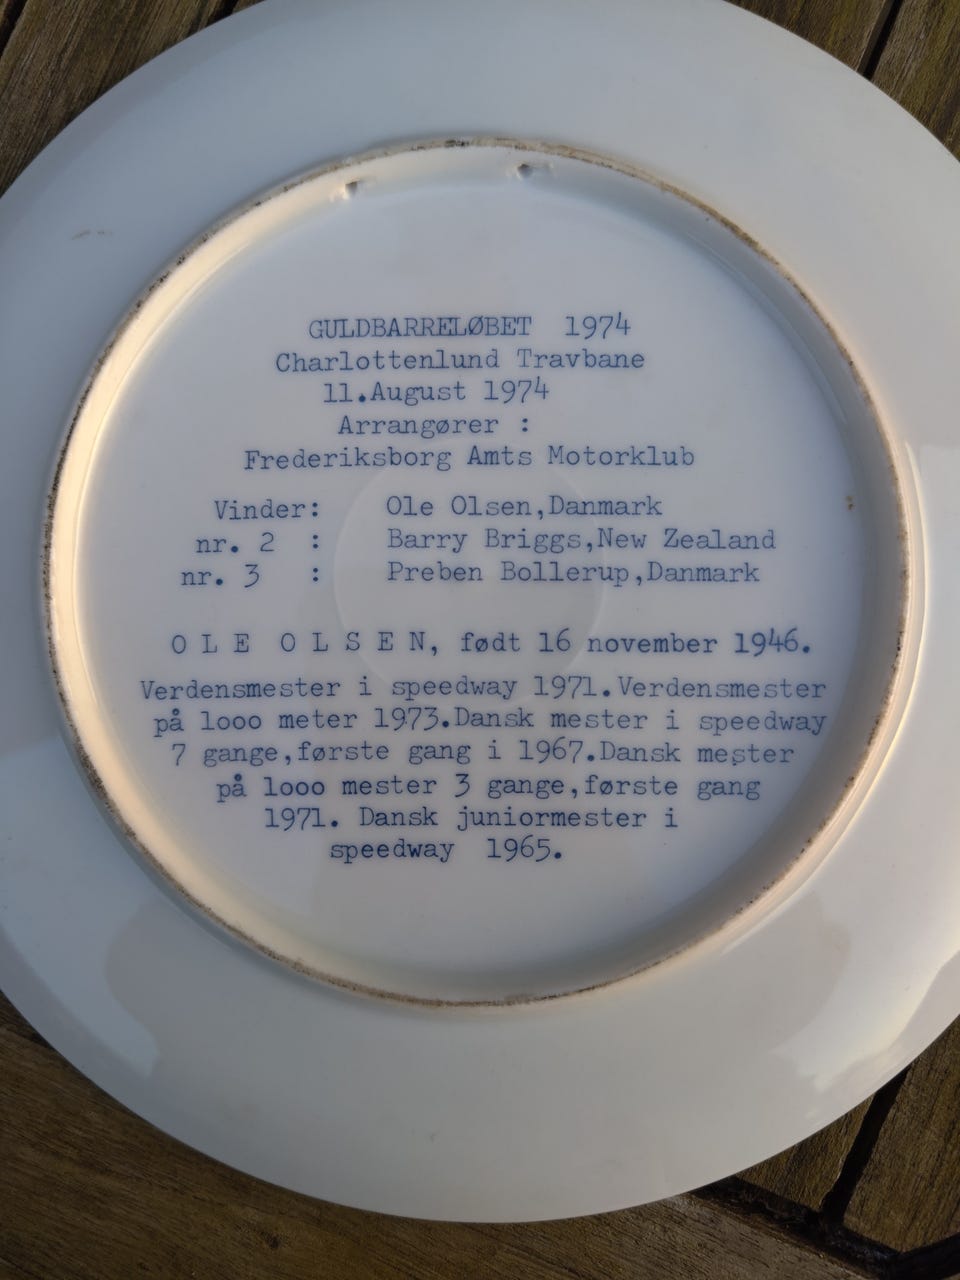 GULDBARRELØBET 1974
Charlottenlund Travbane
11.August 1974
Arrangører :
Frederiksborg Amts Motorklub
Vinder: Ole Olsen,Danmark
nr. 2 : Barry Briggs,New Zealand
nr. 3 : Preben Bollerup,Danmark
O L E O L S E N, født 16 november 1946.
Verdensmester i speedway 1971.Verdensmester
på looo meter 1973.Dansk mester i speedway
7 gange,første gang i 1967.Dansk mester
på looo mester 3 gange,første gang
1971. Dansk juniormester i
speedway 1965.